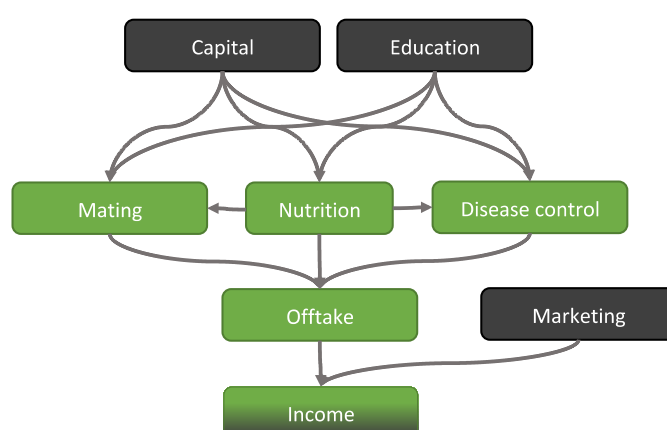 Capital
Education
Mating
Nutrition
Disease control
Offtake
Marketing
Income